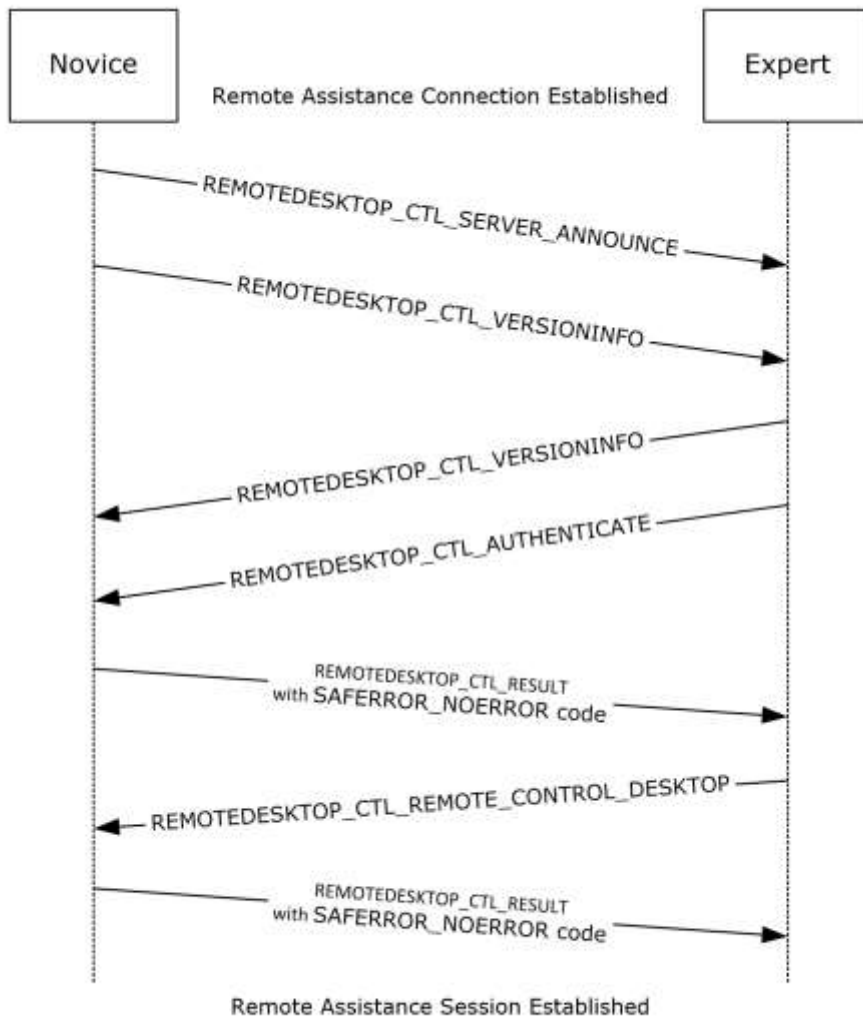 Novice
Expert
Remote Assistance Connection Established
REMOTEDESKTOP_CTL_SERVER_ANNOUNCE
REMOTEDESKTOP_CTL_VERSIONINFO
REMOTEDESKTOP_CTL_VERSIONINFO
REMOTEDESKTOP_CTL_AUTHENTICATE
REMOTEDESKTOP_CTL_RESULT
with SAFERROR_NOERROR code
REMOTEDESKTOP_CTL_REMOTE_CONTROL_DESKTOP
REMOTEDESKTOP_CTL_RESULT
with SAFERROR_NOERROR code
Remote Assistance Session Established